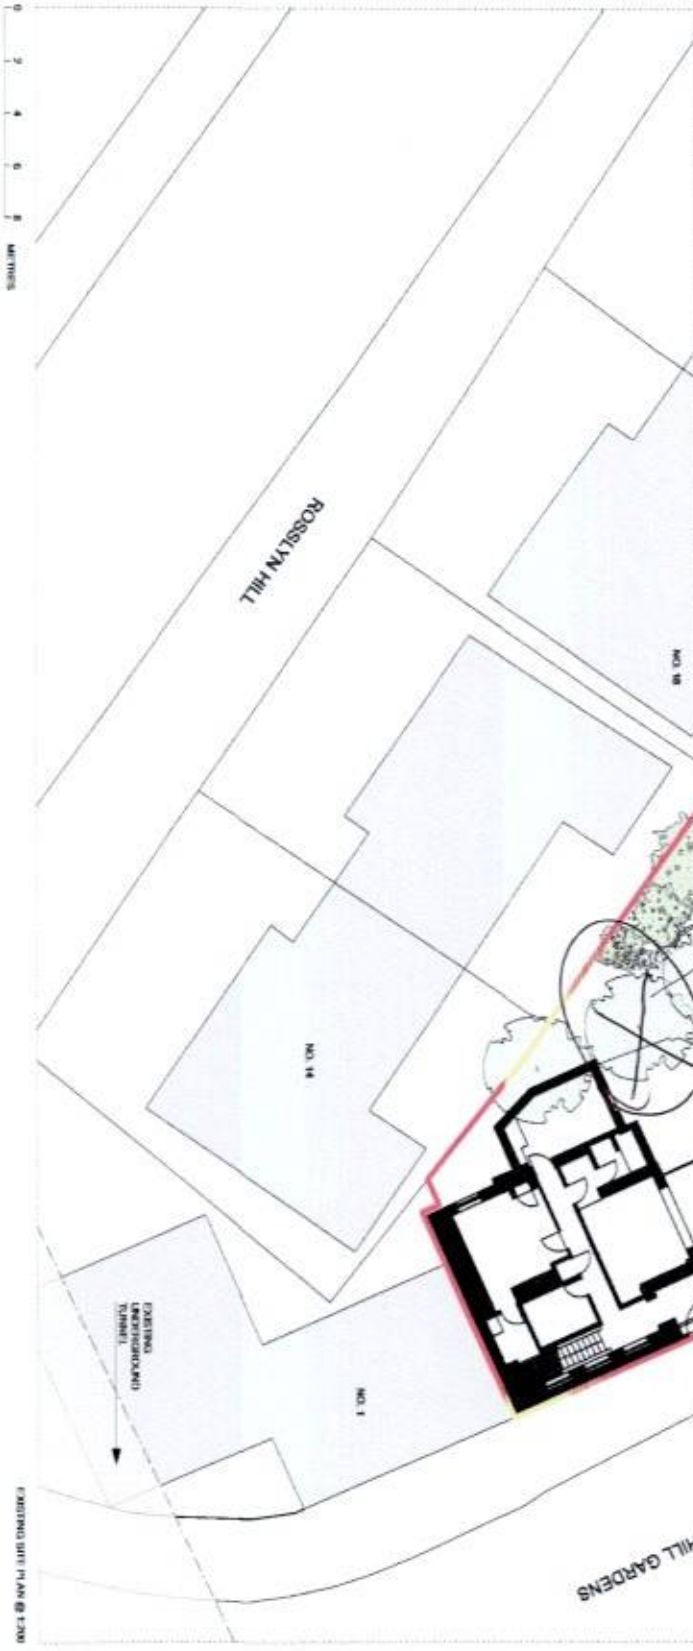 0 2 4 6 8 METRES
ROSSLYN HILL
NO. 18
NO. 14
EXISTING
UNDERGROUND
TUNNEL
NO. 1
HILL GARDENS
EXISTING SITE PLAN @ 1:200